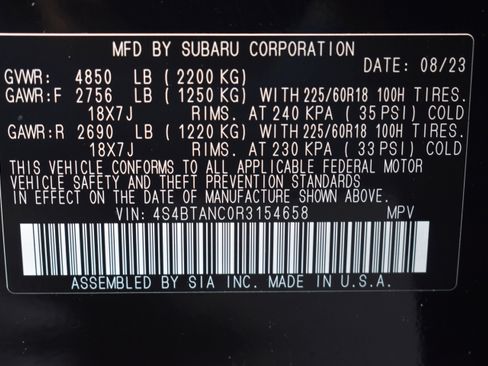 MFD BY SUBARU CORPORATION
DATE: 08/23
GVWR: 4850 LB (2200 KG)
GAWR:F 2756 LB (1250 KG) WITH 225/60R18 100H TIRES.
18X7J RIMS. AT 240 KPA (35 PSI) COLD
GAWR:R 2690 LB (1220 KG) WITH 225/60R18 100H TIRES.
18X7J RIMS. AT 230 KPA (33 PSI) COLD
THIS VEHICLE CONFORMS TO ALL APPLICABLE FEDERAL MOTOR
VEHICLE SAFETY AND THEFT PREVENTION STANDARDS
IN EFFECT ON THE DATE OF MANUFACTURE SHOWN ABOVE.
VIN: 4S4BTANC0R3154658 MPV
ASSEMBLED BY SIA INC. MADE IN U.S.A.